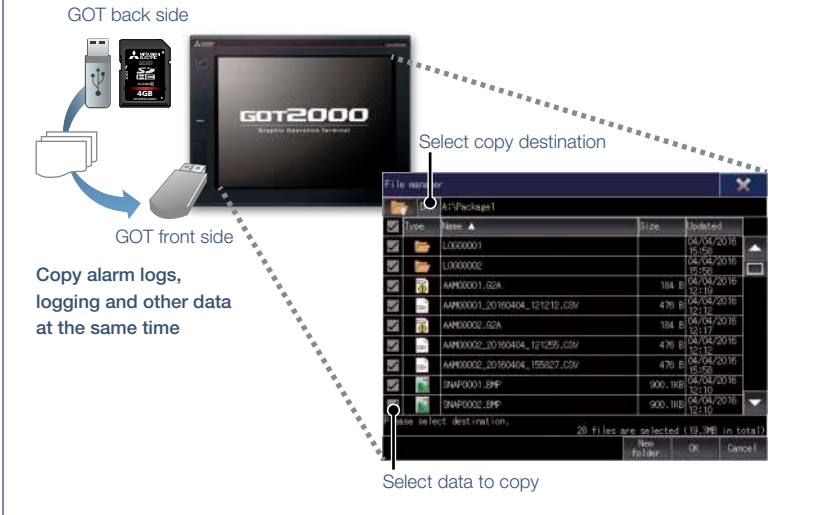 GOT back side
MITSUBISHI
ELECTRIC
SD
HC
4GB
GOT2000
Graphic Operation Terminal
Select copy destination
GOT front side
Copy alarm logs,
logging and other data
at the same time
File manager
A:\Package1
Type Name ▲ Size Updated
LOG00001 04/04/2016 15:58
LOG00002 04/04/2016 15:58
AAM00001.G2A 184 B 04/04/2016 12:19
AAM00001_20160404_121212.CSV 476 B 04/04/2016 12:12
AAM00002.G2A 184 B 04/04/2016 12:17
AAM00002_20160404_121255.CSV 476 B 04/04/2016 12:12
AAM00002_20160404_155827.CSV 476 B 04/04/2016 15:58
SNAP0001.BMP 900.1KB 04/04/2016 12:10
SNAP0002.BMP 900.1KB 04/04/2016 12:10
Please select destination.
28 files are selected (19.3MB in total)
New folder OK Cancel
Select data to copy